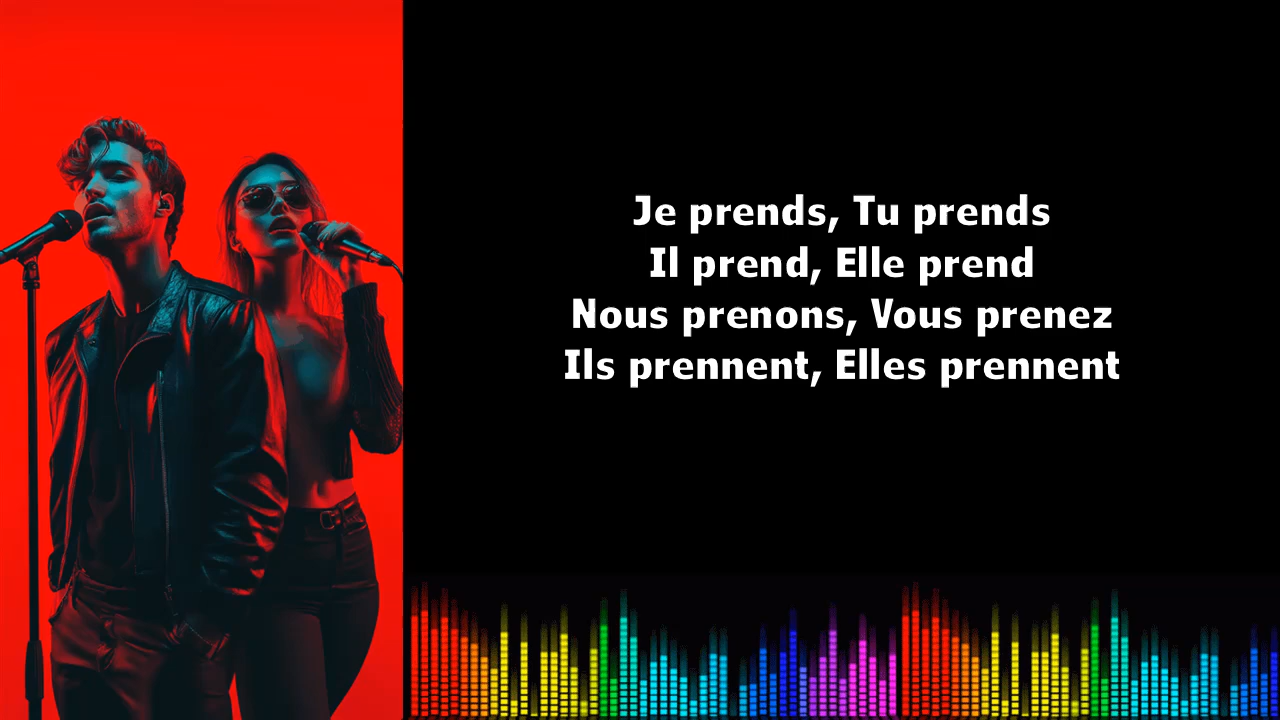 Je prends, Tu prends
Il prend, Elle prend
Nous prenons, Vous prenez
Ils prennent, Elles prennent